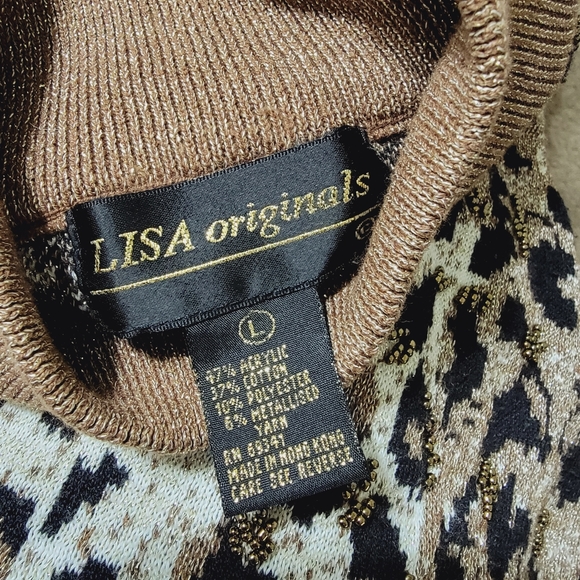 LISA originals
®
L
47% ACRYLIC
37% COTTON
10% POLYESTER
6% METALLISED
YARN
RN 69347
MADE IN HONG KONG
CARE SEE REVERSE